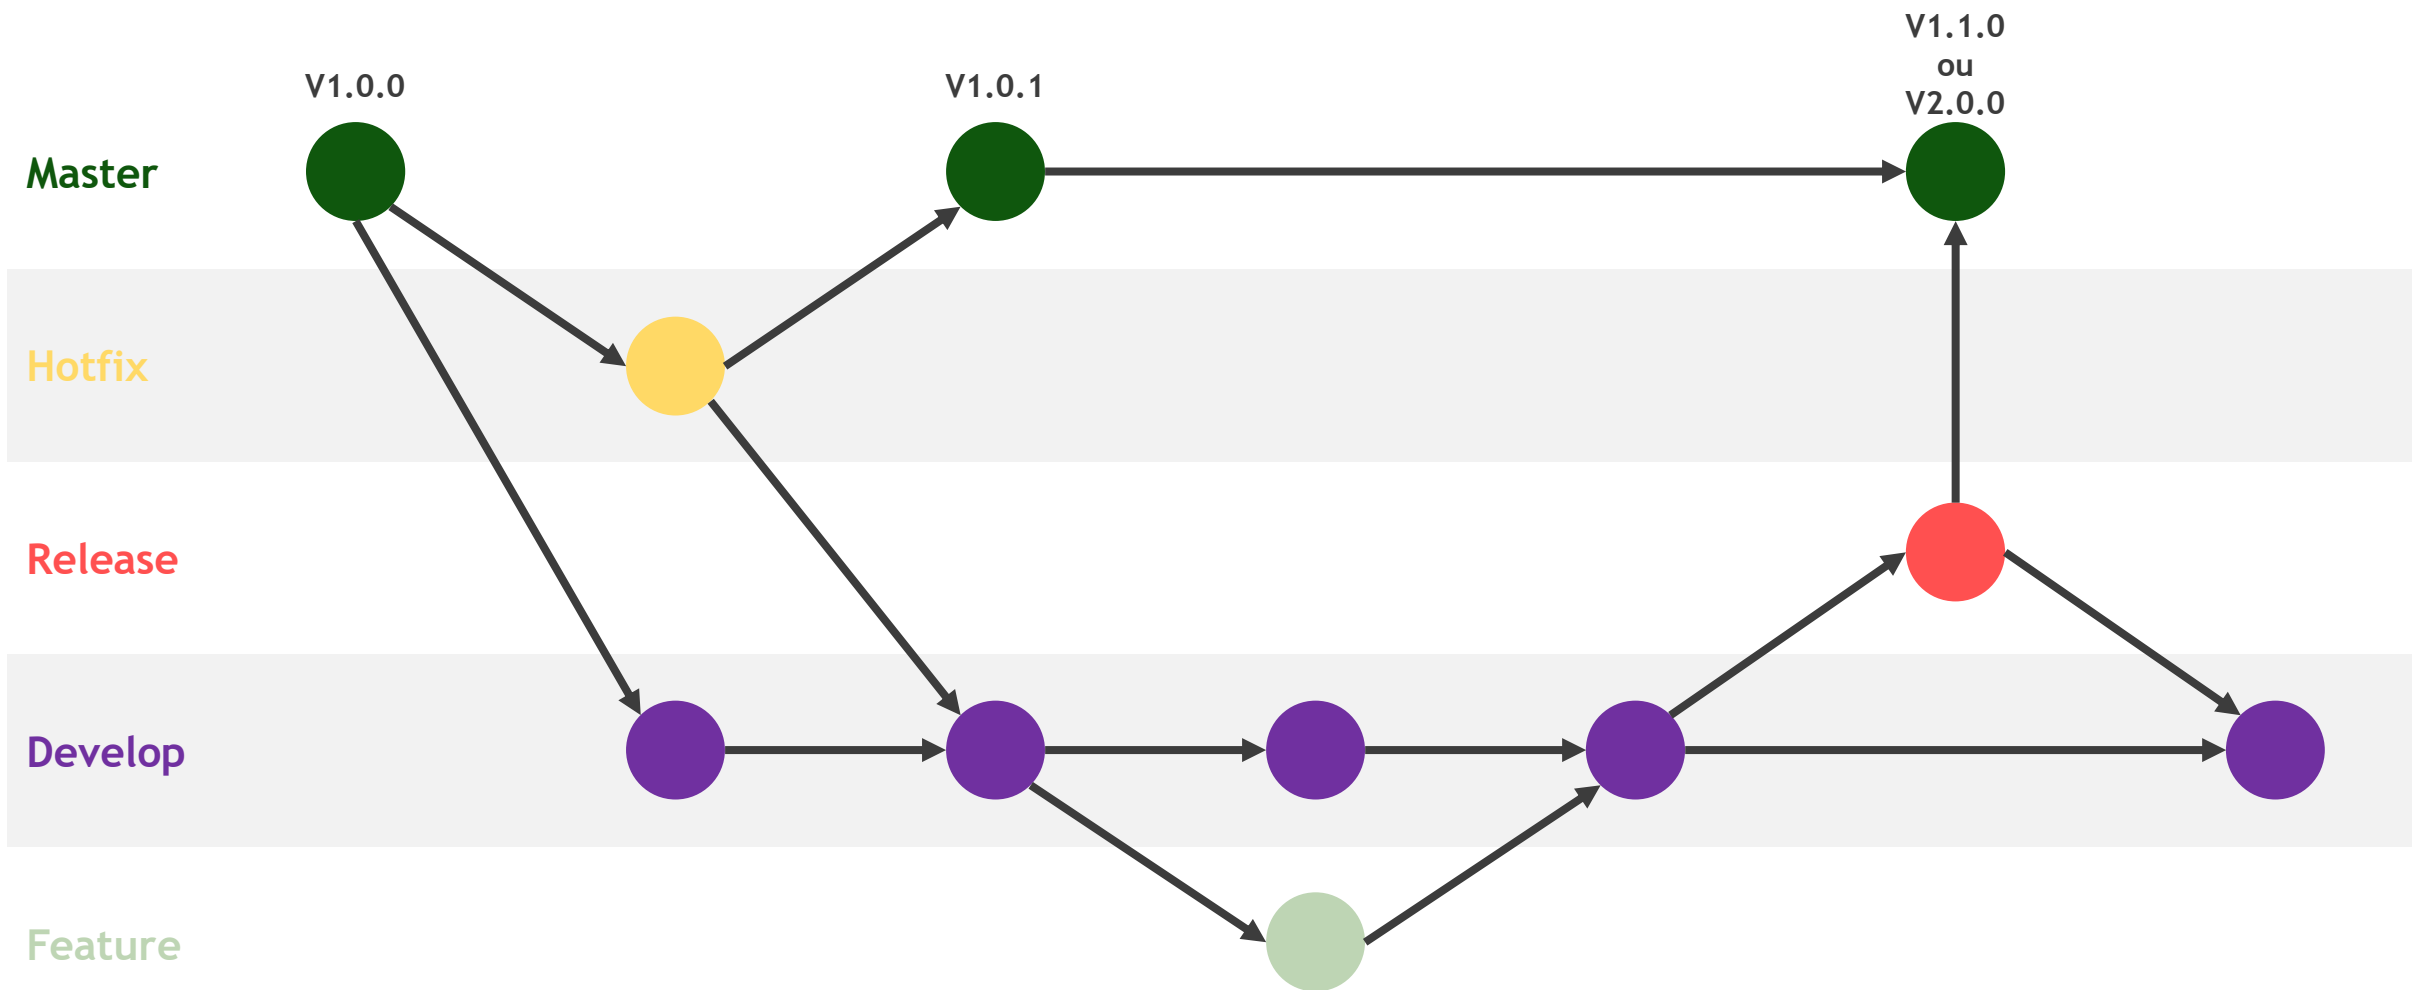 V1.1.0
ou
V2.0.0
V1.0.0
V1.0.1
Master
Hotfix
Release
Develop
Feature